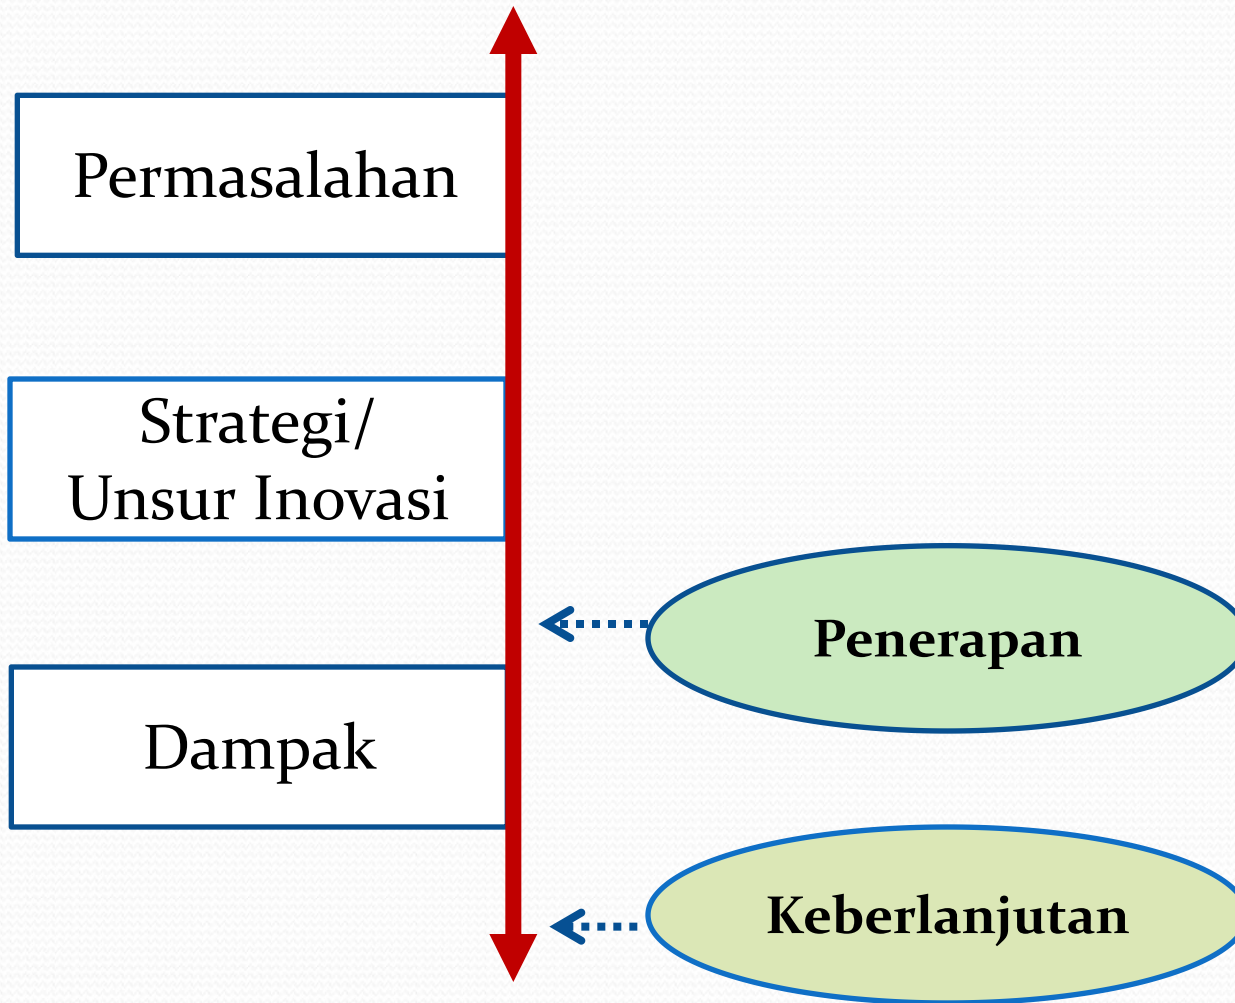 Permasalahan
Strategi/
Unsur Inovasi
Penerapan
Dampak
Keberlanjutan